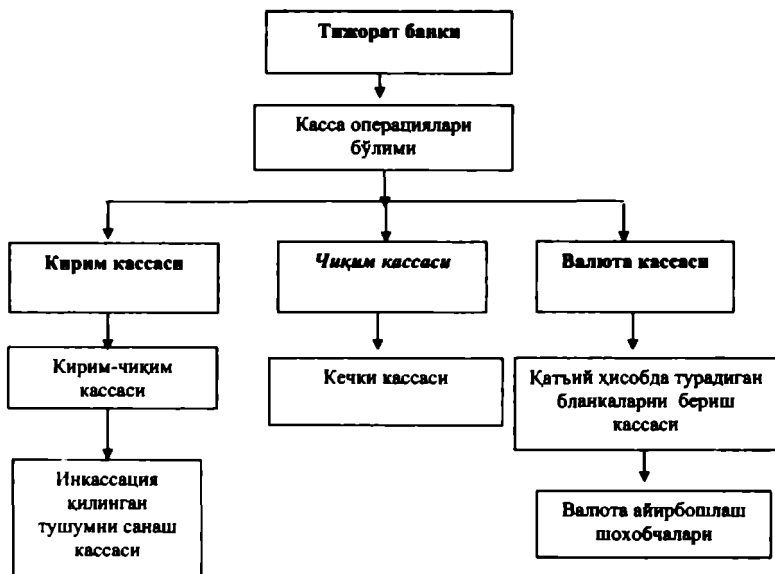 Тижорат банки
Касса операциялари
бўлими
Кирим кассаси
Чиқим кассаси
Валюта кассаси
Кирим-чиқим
кассаси
Кечки кассаси
Қатъий ҳисобда турадиган
бланкаларни бериш
кассаси
Инкассация
қилинган
тушумни санаш
кассаси
Валюта айирбошлаш
шохобчалари